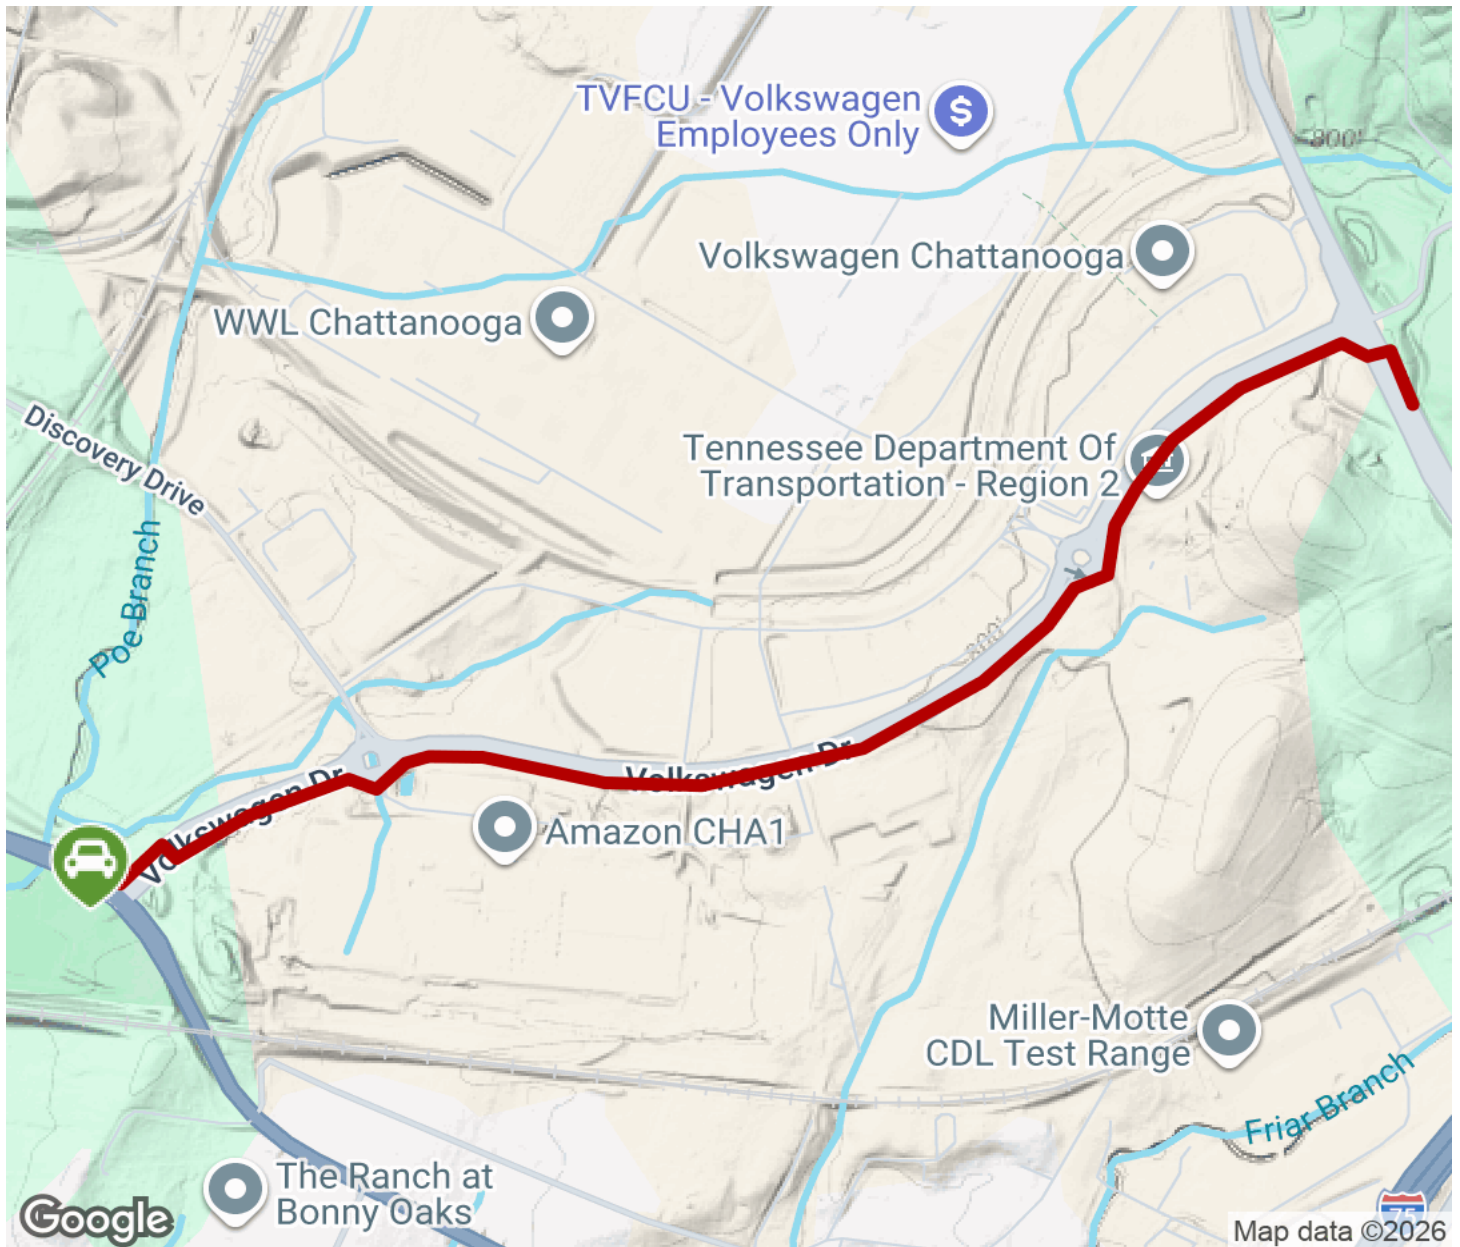 TVFCU - Volkswagen
Employees Only
800'
Volkswagen Chattanooga
WWL Chattanooga
Discovery Drive
Tennessee Department Of
Transportation - Region 2
Poe Branch
800'
Volkswagen Dr
Volkswagen Dr
Amazon CHA1
Miller-Motte
CDL Test Range
Friar Branch
The Ranch at
Bonny Oaks
75
Google
Map data ©2026